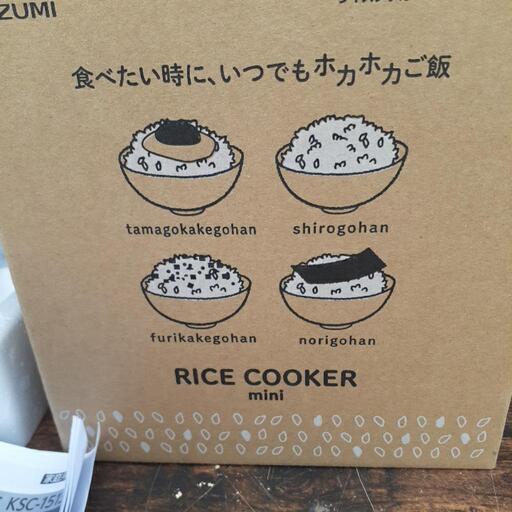 ZUMI
食べたい時に、いつでもホカホカご飯
tamagokakegohan
shirogohan
furikakegohan
norigohan
RICE COOKER
mini
KSC-151